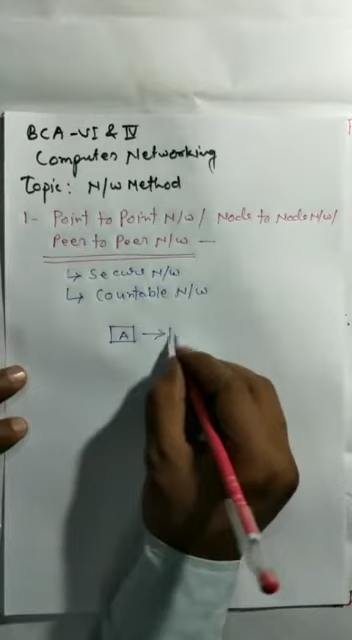 BCA-VI & IV
Computer Networking
Topic: N/W Method
1- Point to Point N/W / Node to Node N/W /
Peer to Peer N/W —
↳ Secure N/W
↳ Countable N/W
A →